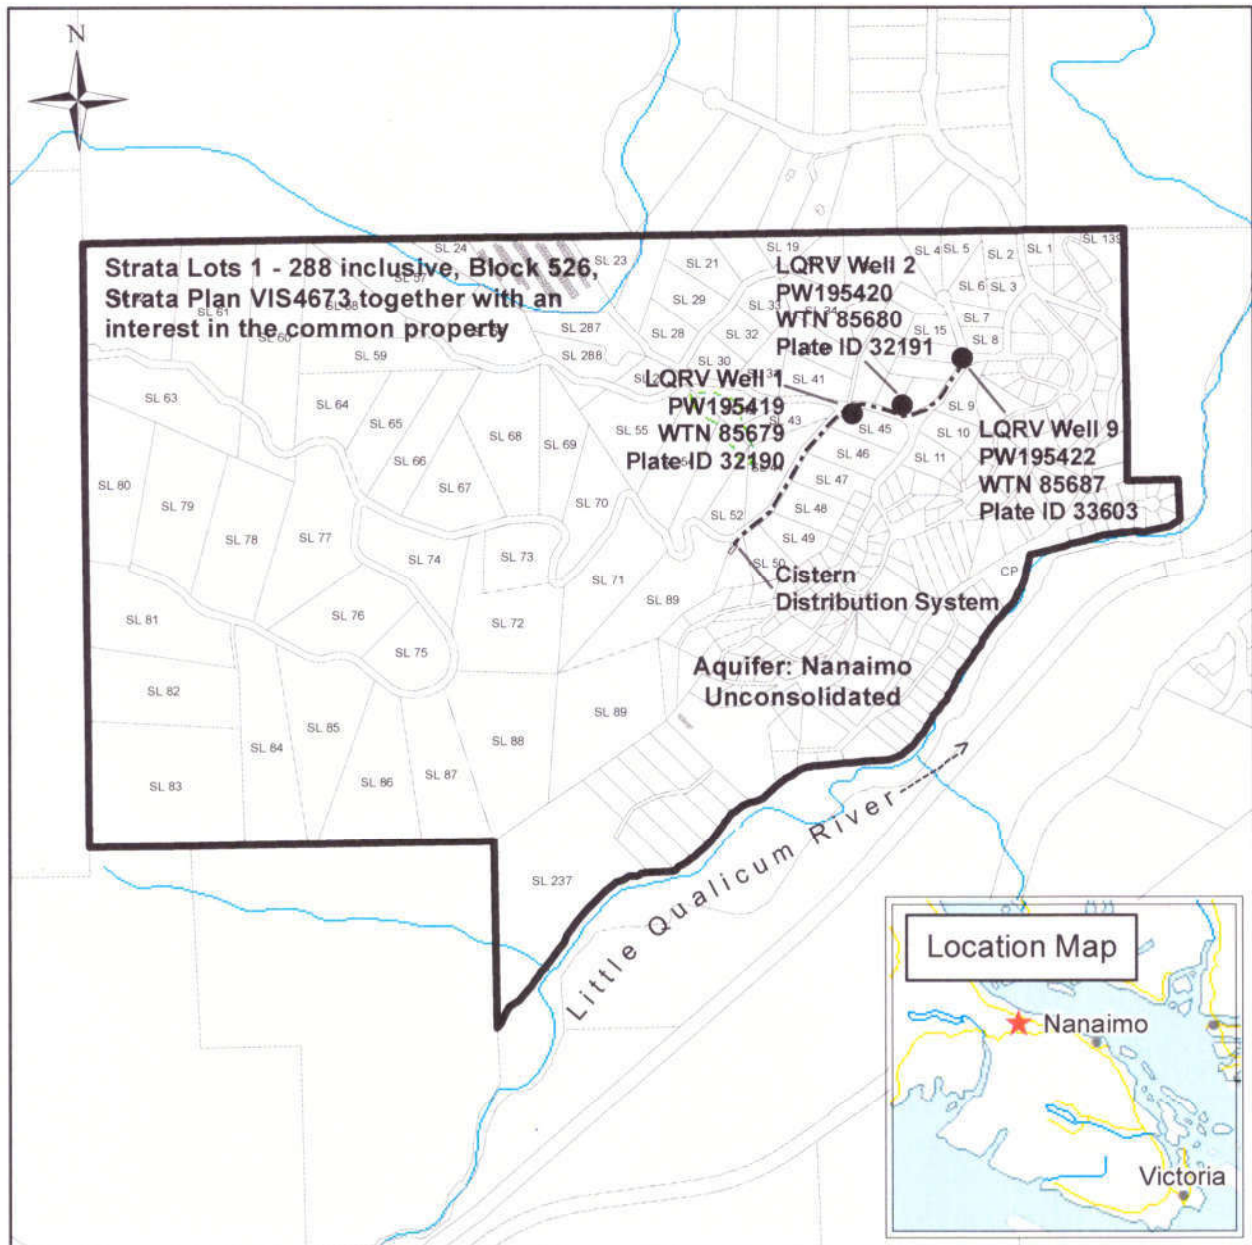 N
Strata Lots 1 - 288 inclusive, Block 526,
Strata Plan VIS4673 together with an
interest in the common property
SL 24
SL 23
SL 21
SL 19
SL 4
SL 5
SL 2
SL 1
SL 139
SL 6
SL 3
SL 7
SL 8
SL 15
SL 29
SL 28
SL 32
SL 33
SL 30
SL 287
SL 288
SL 59
SL 61
SL 60
SL 63
SL 64
SL 65
SL 66
SL 67
SL 68
SL 69
SL 70
SL 55
SL 41
SL 43
SL 45
SL 46
SL 47
SL 48
SL 49
SL 50
SL 52
SL 9
SL 10
SL 11
LQRV Well 2
PW195420
WTN 85680
Plate ID 32191
LQRV Well 1
PW195419
WTN 85679
Plate ID 32190
LQRV Well 9
PW195422
WTN 85687
Plate ID 33603
SL 80
SL 79
SL 78
SL 77
SL 74
SL 73
SL 71
SL 89
CP
Cistern
Distribution System
SL 76
SL 75
SL 72
SL 81
SL 82
SL 83
SL 84
SL 85
SL 86
SL 87
SL 88
SL 89
Aquifer: Nanaimo
Unconsolidated
SL 237
Little Qualicum River
Location Map
Nanaimo
Victoria